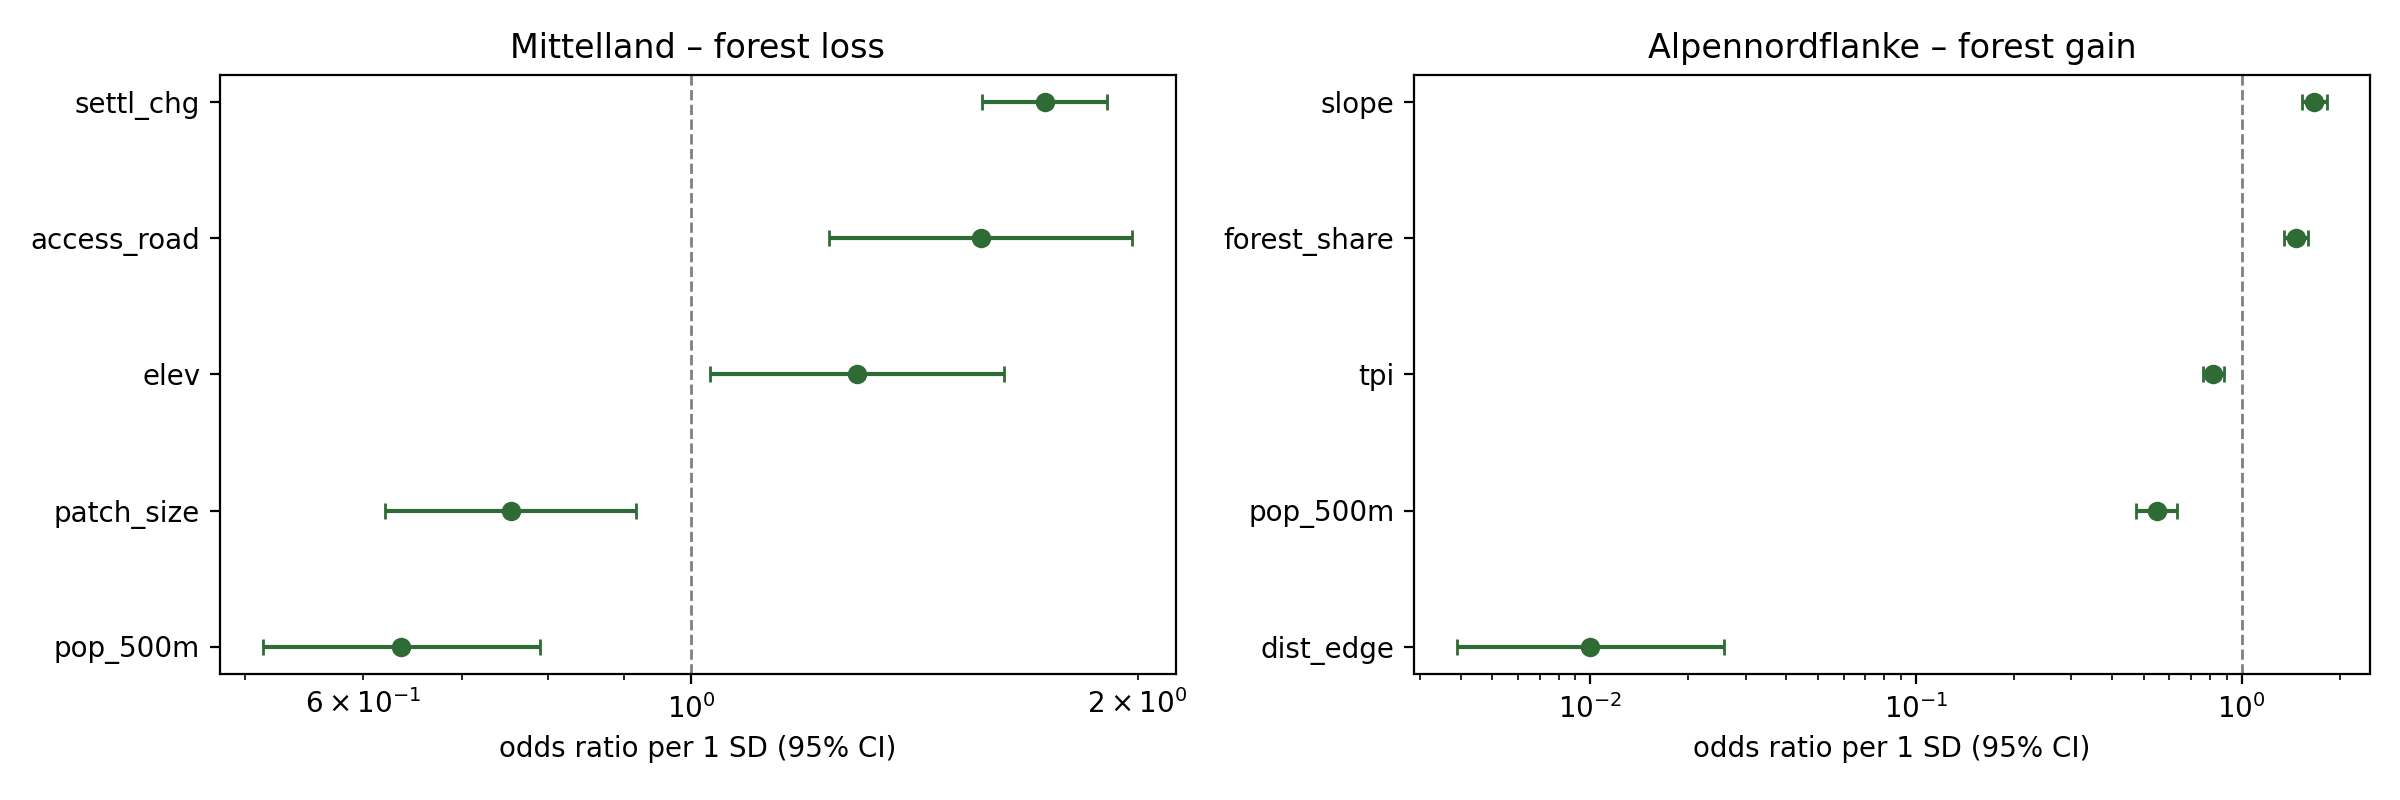 Mittelland – forest loss
settl_chg
access_road
elev
patch_size
pop_500m
6 × 10⁻¹
10⁰
2 × 10⁰
odds ratio per 1 SD (95% CI)
Alpennordflanke – forest gain
slope
forest_share
tpi
pop_500m
dist_edge
10⁻²
10⁻¹
10⁰
odds ratio per 1 SD (95% CI)